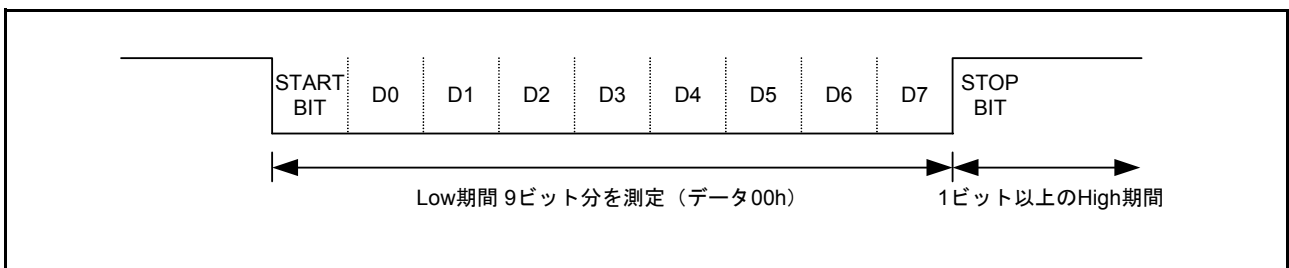 START BIT D0 D1 D2 D3 D4 D5 D6 D7 STOP BIT
Low期間 9ビット分を測定（データ00h） 1ビット以上のHigh期間